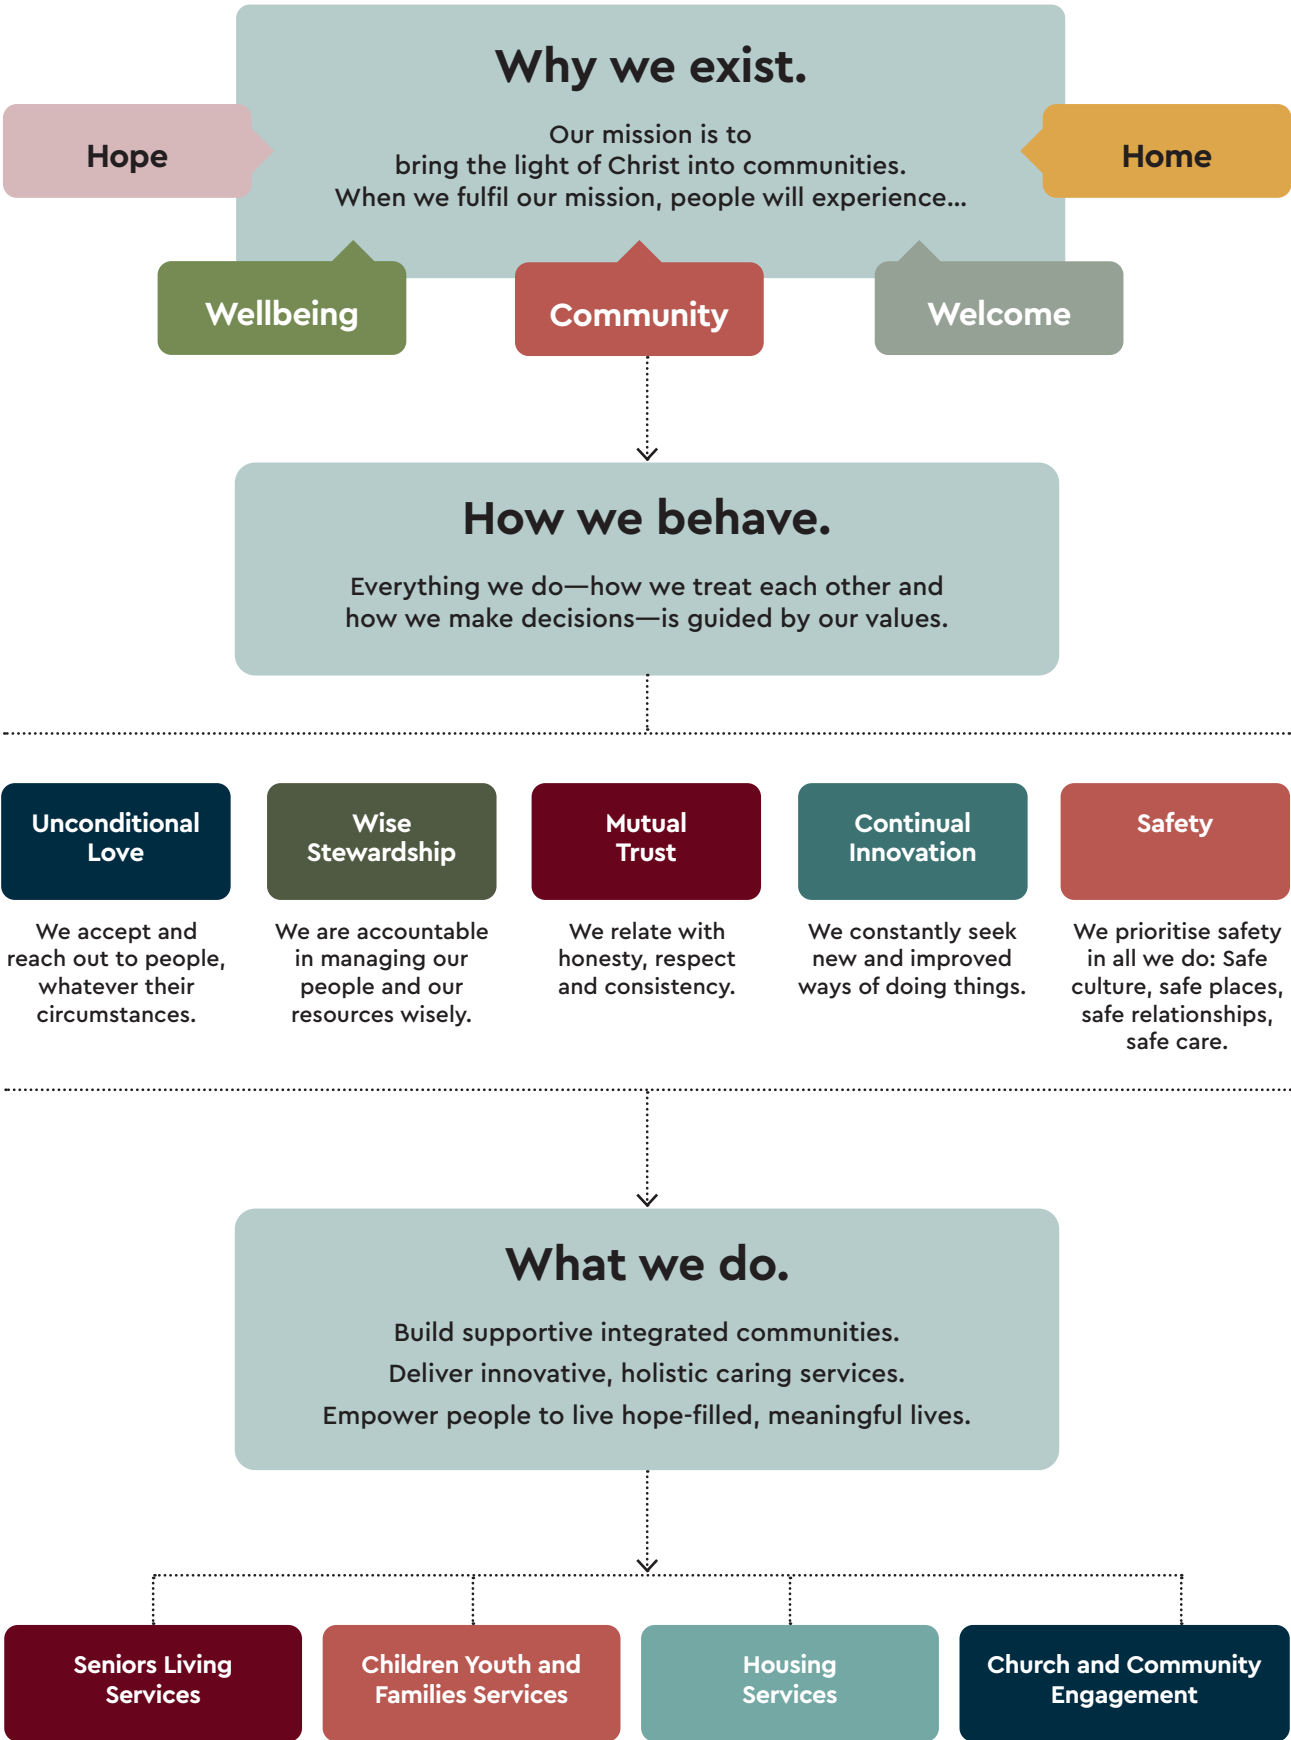 Why we exist.
Our mission is to
bring the light of Christ into communities.
When we fulfil our mission, people will experience...
Hope
Home
Wellbeing
Community
Welcome
How we behave.
Everything we do—how we treat each other and
how we make decisions—is guided by our values.
Unconditional
Love
We accept and
reach out to people,
whatever their
circumstances.
Wise
Stewardship
We are accountable
in managing our
people and our
resources wisely.
Mutual
Trust
We relate with
honesty, respect
and consistency.
Continual
Innovation
We constantly seek
new and improved
ways of doing things.
Safety
We prioritise safety
in all we do: Safe
culture, safe places,
safe relationships,
safe care.
What we do.
Build supportive integrated communities.
Deliver innovative, holistic caring services.
Empower people to live hope-filled, meaningful lives.
Seniors Living
Services
Children Youth and
Families Services
Housing
Services
Church and Community
Engagement